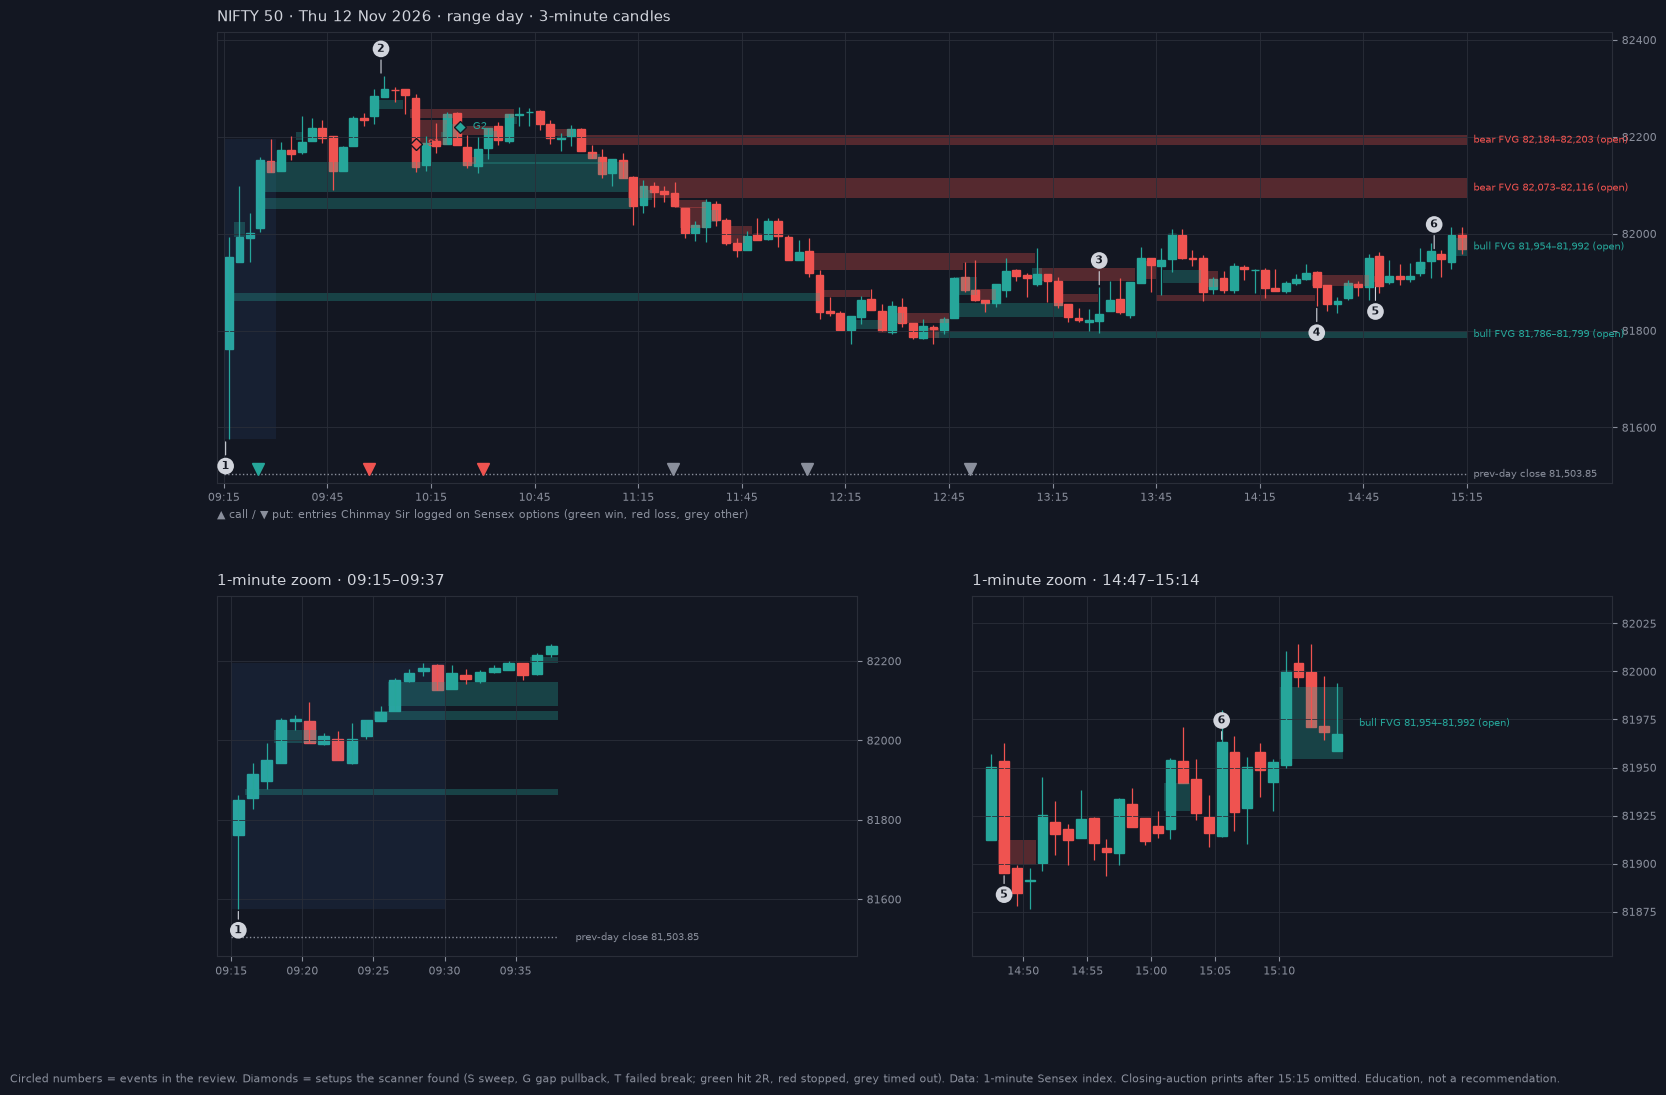 NIFTY 50 · Thu 12 Nov 2026 · range day · 3-minute candles
82400
82200
82000
81800
81600
2
G2
3
6
4
5
1
bear FVG 82,184–82,203 (open)
bear FVG 82,073–82,116 (open)
bull FVG 81,954–81,992 (open)
bull FVG 81,786–81,799 (open)
prev-day close 81,503.85
09:15 09:45 10:15 10:45 11:15 11:45 12:15 12:45 13:15 13:45 14:15 14:45 15:15
▲ call / ▼ put: entries Chinmay Sir logged on Sensex options (green win, red loss, grey other)
1-minute zoom · 09:15–09:37
82200
82000
81800
81600
1
prev-day close 81,503.85
09:15 09:20 09:25 09:30 09:35
1-minute zoom · 14:47–15:14
82025
82000
81975
81950
81925
81900
81875
6
5
bull FVG 81,954–81,992 (open)
14:50 14:55 15:00 15:05 15:10
Circled numbers = events in the review. Diamonds = setups the scanner found (S sweep, G gap pullback, T failed break; green hit 2R, red stopped, grey timed out). Data: 1-minute Sensex index. Closing-auction prints after 15:15 omitted. Education, not a recommendation.